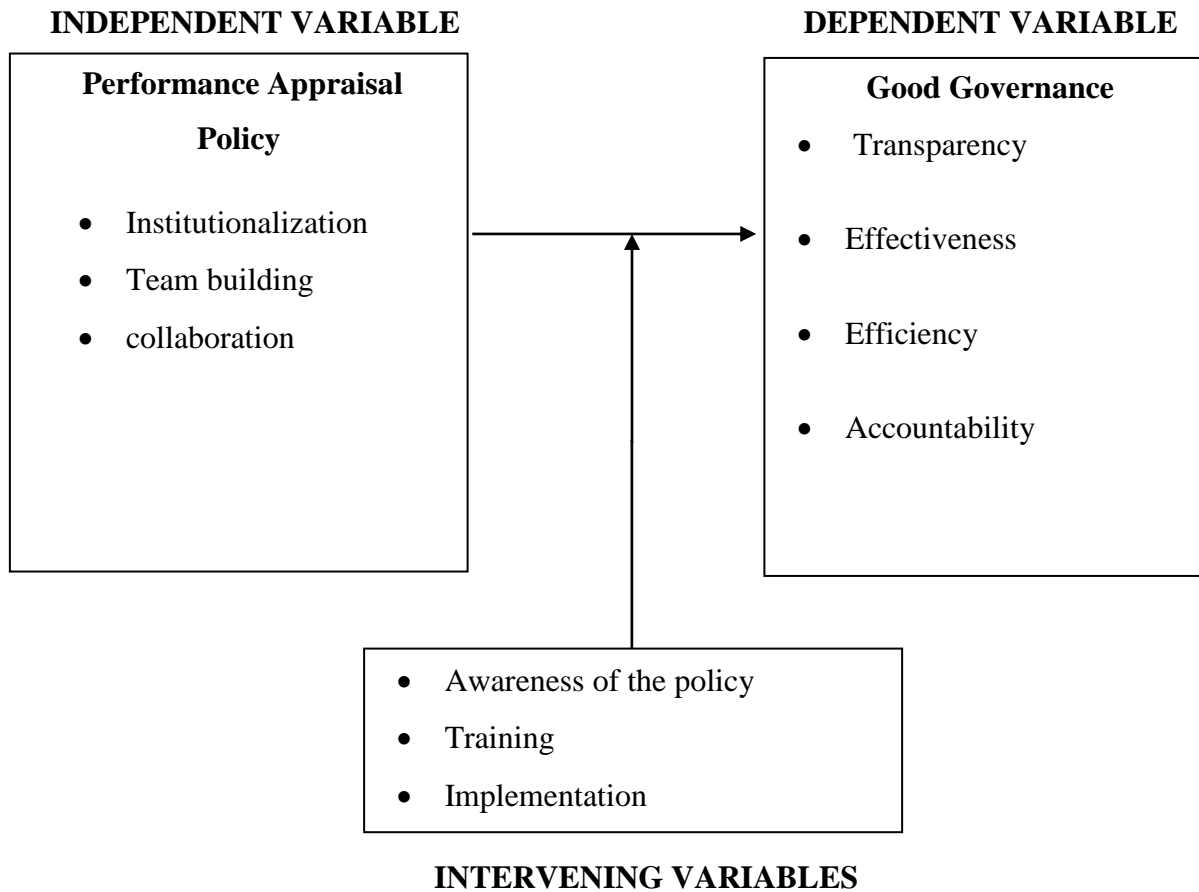 INDEPENDENT VARIABLE
Performance Appraisal
Policy
• Institutionalization
• Team building
• collaboration
DEPENDENT VARIABLE
Good Governance
• Transparency
• Effectiveness
• Efficiency
• Accountability
• Awareness of the policy
• Training
• Implementation
INTERVENING VARIABLES